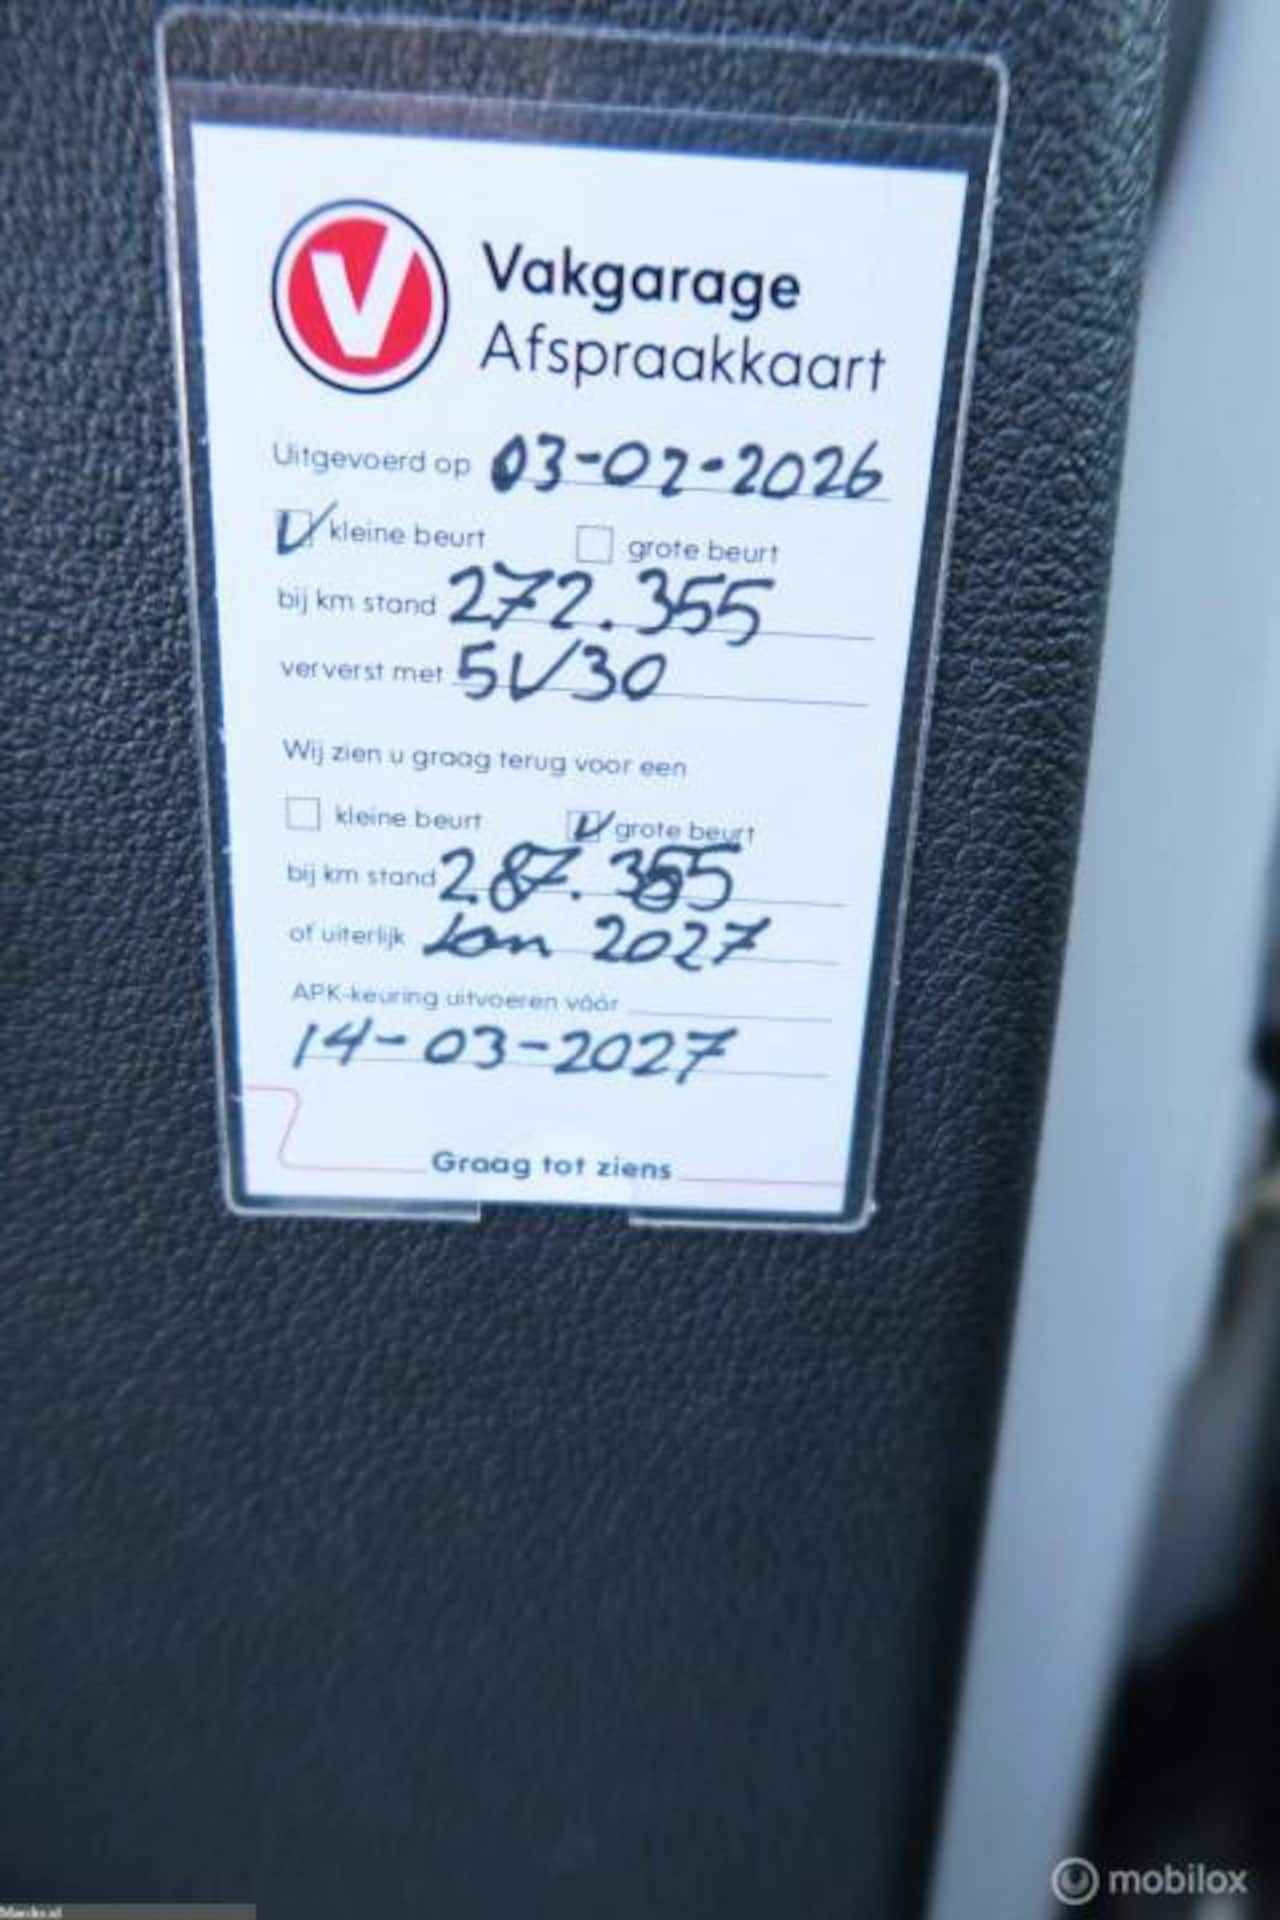 V
Vakgarage
Afspraakkaart
Uitgevoerd op 03-02-2026
kleine beurt grote beurt
bij km stand 272.355
ververst met 5W30
Wij zien u graag terug voor een
kleine beurt grote beurt
bij km stand 287.355
of uiterlijk Jan 2027
APK-keuring uitvoeren vóór
14-03-2027
Graag tot ziens
mobilox